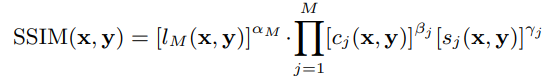 SSIM(x, y) = [l_M(x, y)]^{α_M} · ∏_{j=1}^{M} [c_j(x, y)]^{β_j} [s_j(x, y)]^{γ_j}